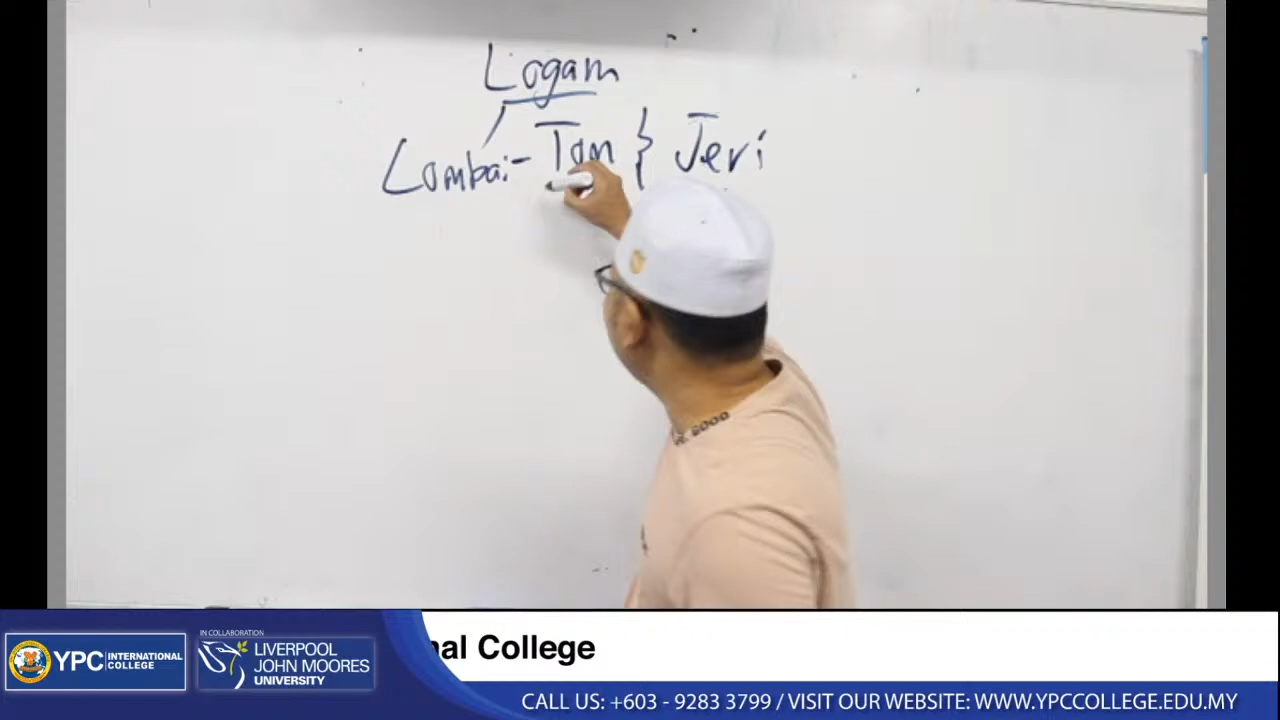 Logam
Lombai- Tom } Jeri
nal College
YPC INTERNATIONAL COLLEGE
IN COLLABORATION
LIVERPOOL
JOHN MOORES
UNIVERSITY
CALL US: +603 - 9283 3799 / VISIT OUR WEBSITE: WWW.YPCCOLLEGE.EDU.MY